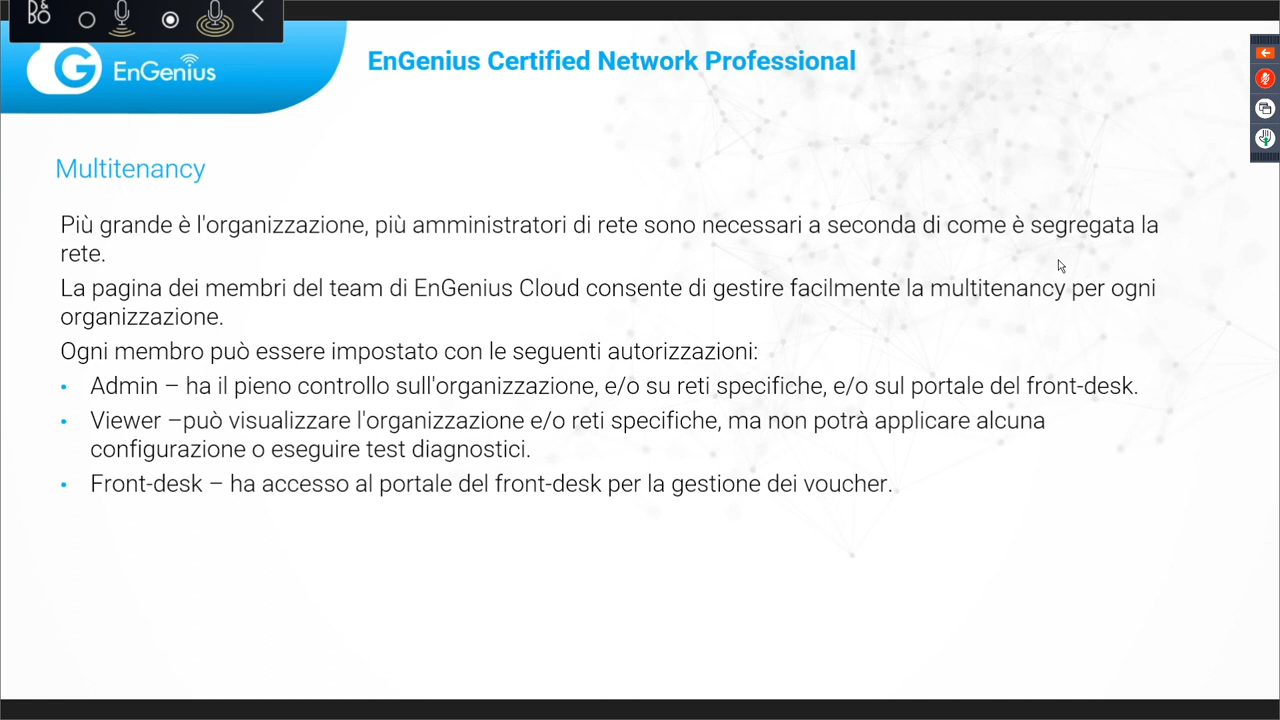 B&O
EnGenius
EnGenius Certified Network Professional
Multitenancy
Più grande è l'organizzazione, più amministratori di rete sono necessari a seconda di come è segregata la
rete.
La pagina dei membri del team di EnGenius Cloud consente di gestire facilmente la multitenancy per ogni
organizzazione.
Ogni membro può essere impostato con le seguenti autorizzazioni:
• Admin – ha il pieno controllo sull'organizzazione, e/o su reti specifiche, e/o sul portale del front-desk.
• Viewer –può visualizzare l'organizzazione e/o reti specifiche, ma non potrà applicare alcuna
configurazione o eseguire test diagnostici.
• Front-desk – ha accesso al portale del front-desk per la gestione dei voucher.